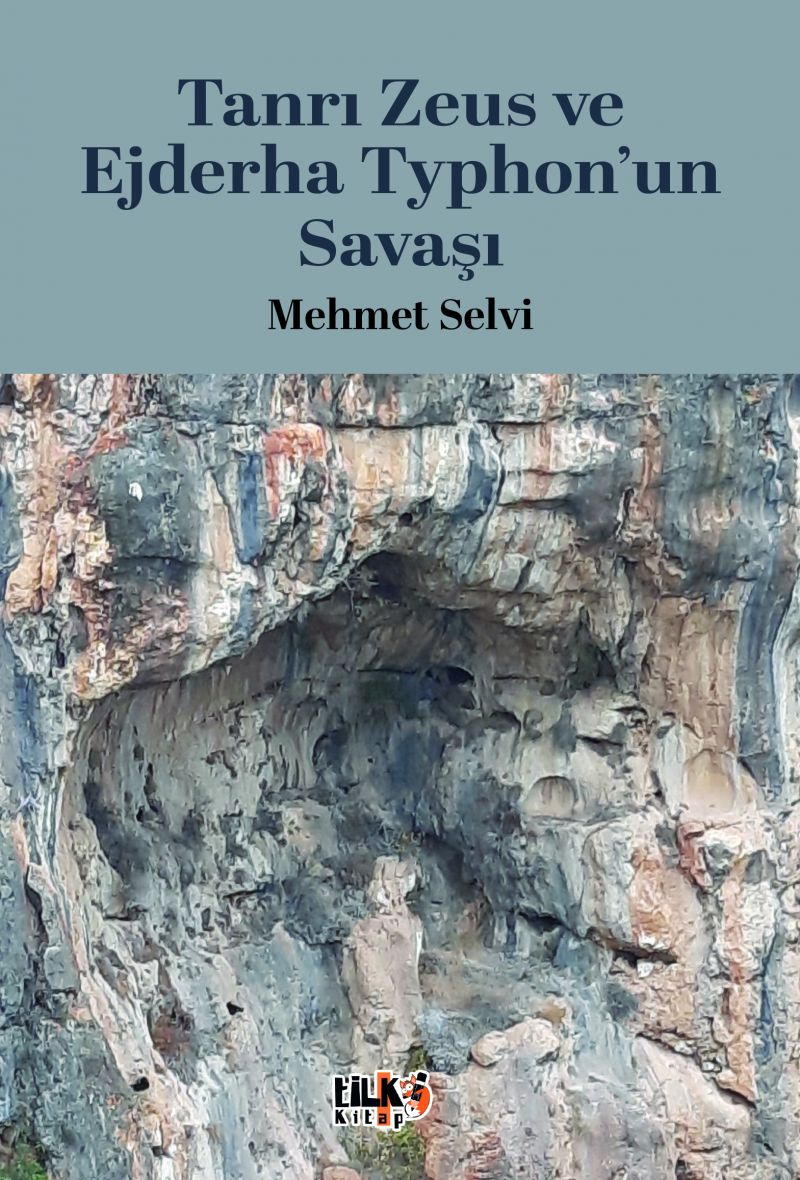 Tanrı Zeus ve
Ejderha Typhon’un
Savaşı
Mehmet Selvi
tilki
Kitap